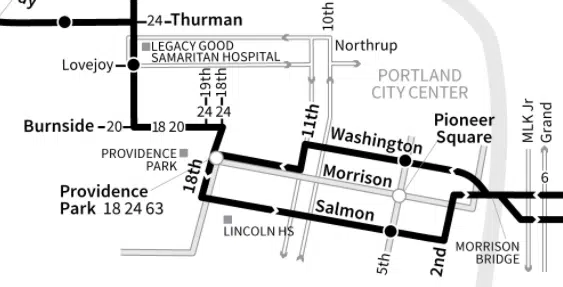 24 Thurman
10th
LEGACY GOOD
SAMARITAN HOSPITAL
Northrup
Lovejoy
19th
18th
PORTLAND
CITY CENTER
24 24
11th
Pioneer
Square
MLK Jr
Grand
Burnside 20
18 20
Washington
PROVIDENCE
PARK
18th
Morrison
6
Providence
Park 18 24 63
Salmon
LINCOLN HS
5th
2nd
MORRISON
BRIDGE